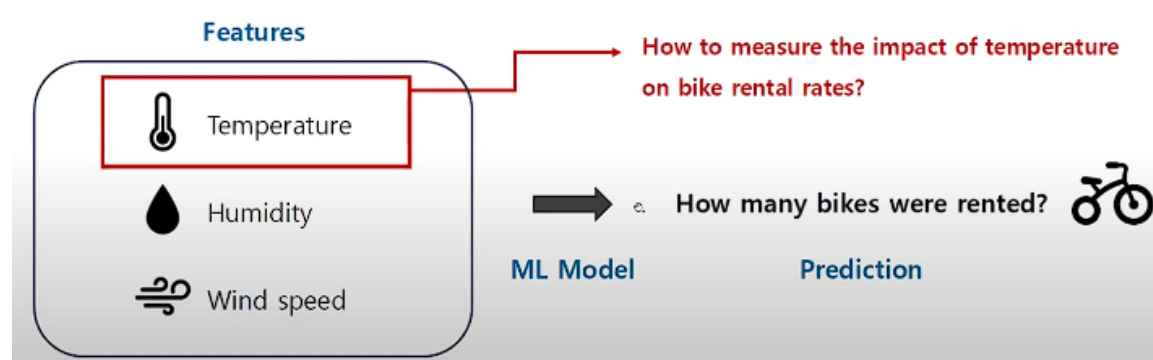 Features
How to measure the impact of temperature
on bike rental rates?
Temperature
Humidity
How many bikes were rented?
ML Model
Prediction
Wind speed